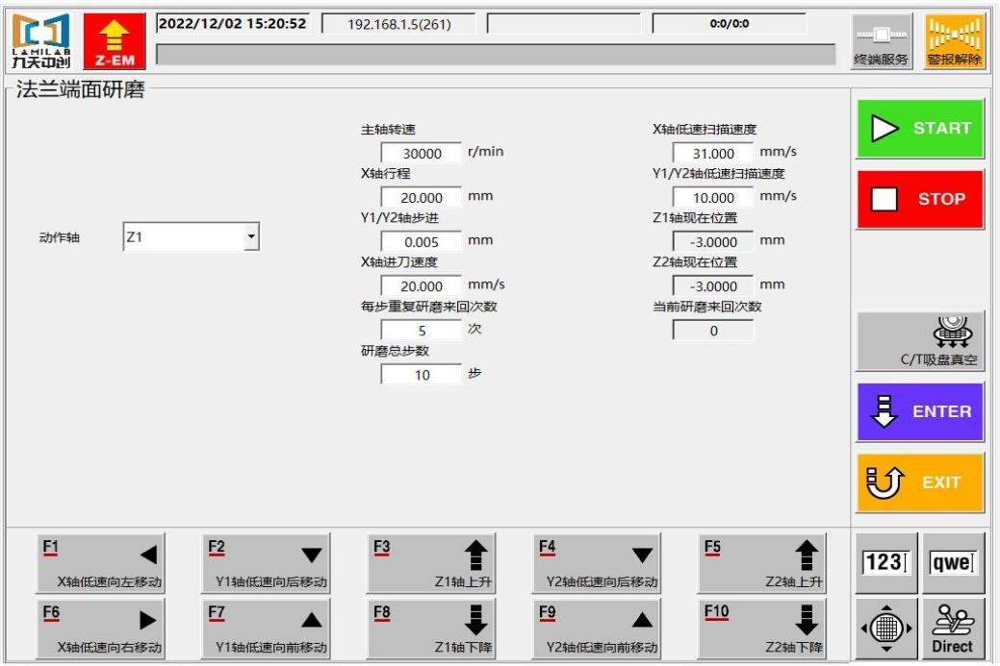 LAMILAB
九天中创
Z-EM
2022/12/02 15:20:52
192.168.1.5(261)
0:0/0:0
终端服务
警报解除
法兰端面研磨
动作轴
Z1
主轴转速
30000 r/min
X轴行程
20.000 mm
Y1/Y2轴步进
0.005 mm
X轴进刀速度
20.000 mm/s
每步重复研磨来回次数
5 次
研磨总步数
10 步
X轴低速扫描速度
31.000 mm/s
Y1/Y2轴低速扫描速度
10.000 mm/s
Z1轴现在位置
-3.0000 mm
Z2轴现在位置
-3.0000 mm
当前研磨来回次数
0
START
STOP
C/T吸盘真空
ENTER
EXIT
F1
X轴低速向左移动
F2
Y1轴低速向后移动
F3
Z1轴上升
F4
Y2轴低速向后移动
F5
Z2轴上升
F6
X轴低速向右移动
F7
Y1轴低速向前移动
F8
Z1轴下降
F9
Y2轴低速向前移动
F10
Z2轴下降
123
qwe
Direct